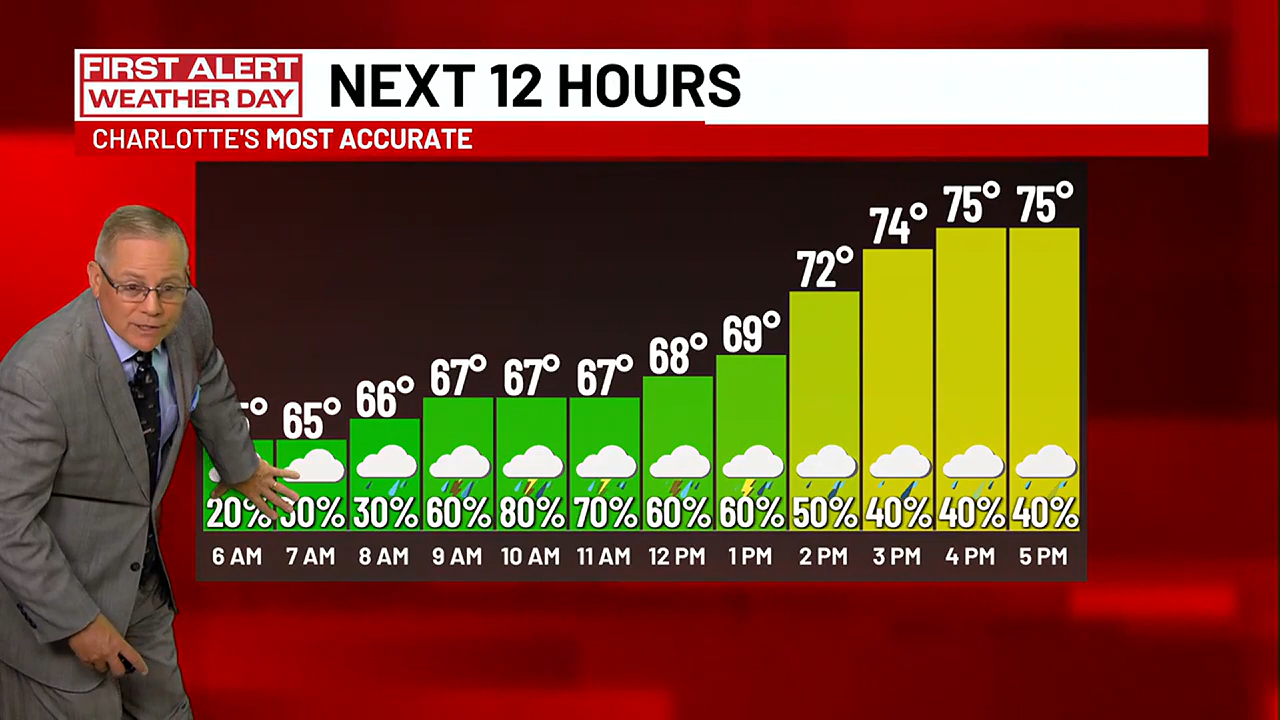 FIRST ALERT
WEATHER DAY
NEXT 12 HOURS
CHARLOTTE'S MOST ACCURATE
65° 66° 67° 67° 67° 68° 69° 72° 74° 75° 75°
20% 30% 30% 60% 80% 70% 60% 60% 50% 40% 40% 40%
6 AM 7 AM 8 AM 9 AM 10 AM 11 AM 12 PM 1 PM 2 PM 3 PM 4 PM 5 PM